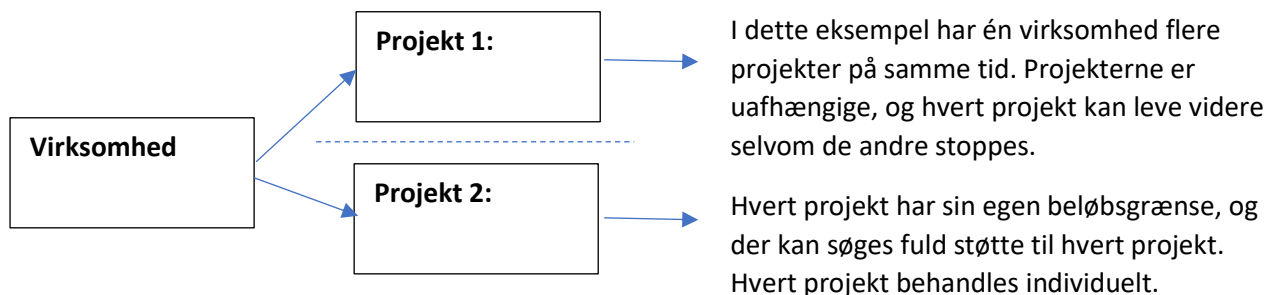 Virksomhed
Projekt 1:
Projekt 2:
I dette eksempel har én virksomhed flere
projekter på samme tid. Projekterne er
uafhængige, og hvert projekt kan leve videre
selvom de andre stoppes.
Hvert projekt har sin egen beløbsgrænse, og
der kan søges fuld støtte til hvert projekt.
Hvert projekt behandles individuelt.